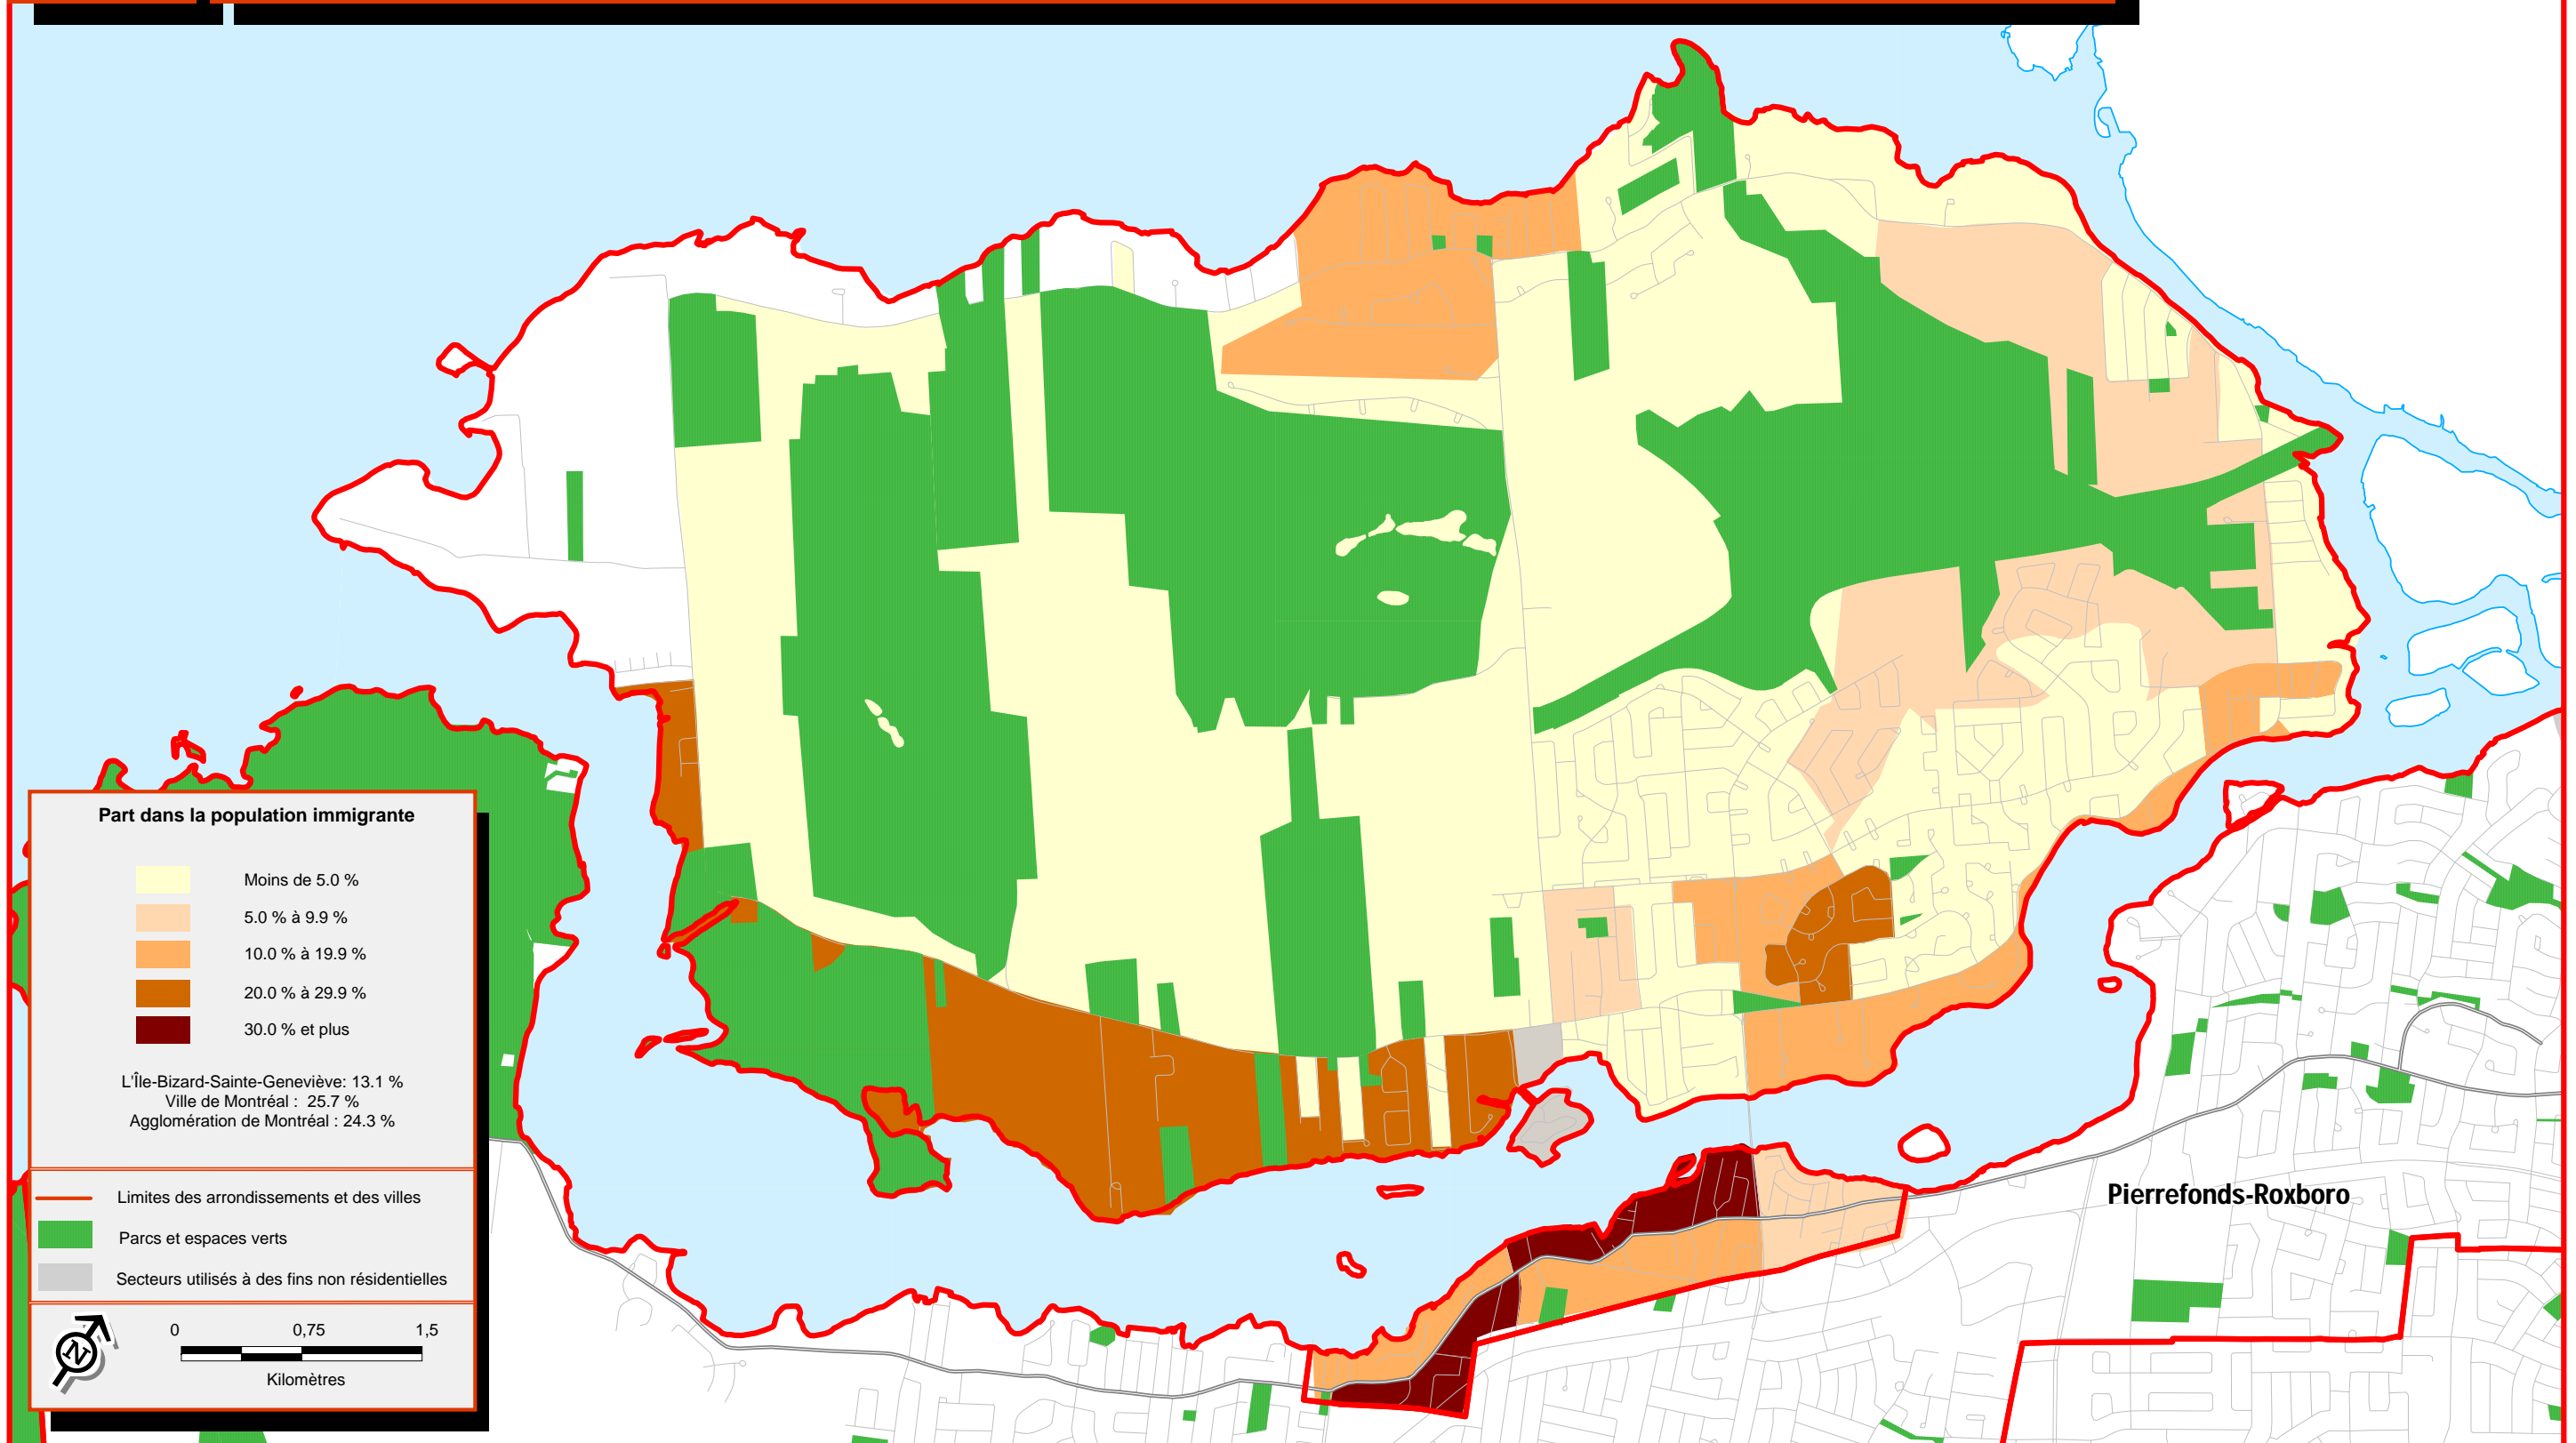 Part dans la population immigrante
Moins de 5.0 %
5.0 % à 9.9 %
10.0 % à 19.9 %
20.0 % à 29.9 %
30.0 % et plus
L'Île-Bizard-Sainte-Geneviève: 13.1 %
Ville de Montréal :  25.7 %
Agglomération de Montréal : 24.3 %
Limites des arrondissements et des villes
Parcs et espaces verts
Secteurs utilisés à des fins non résidentielles
N
0 0,75 1,5
Kilomètres
Pierrefonds-Roxboro